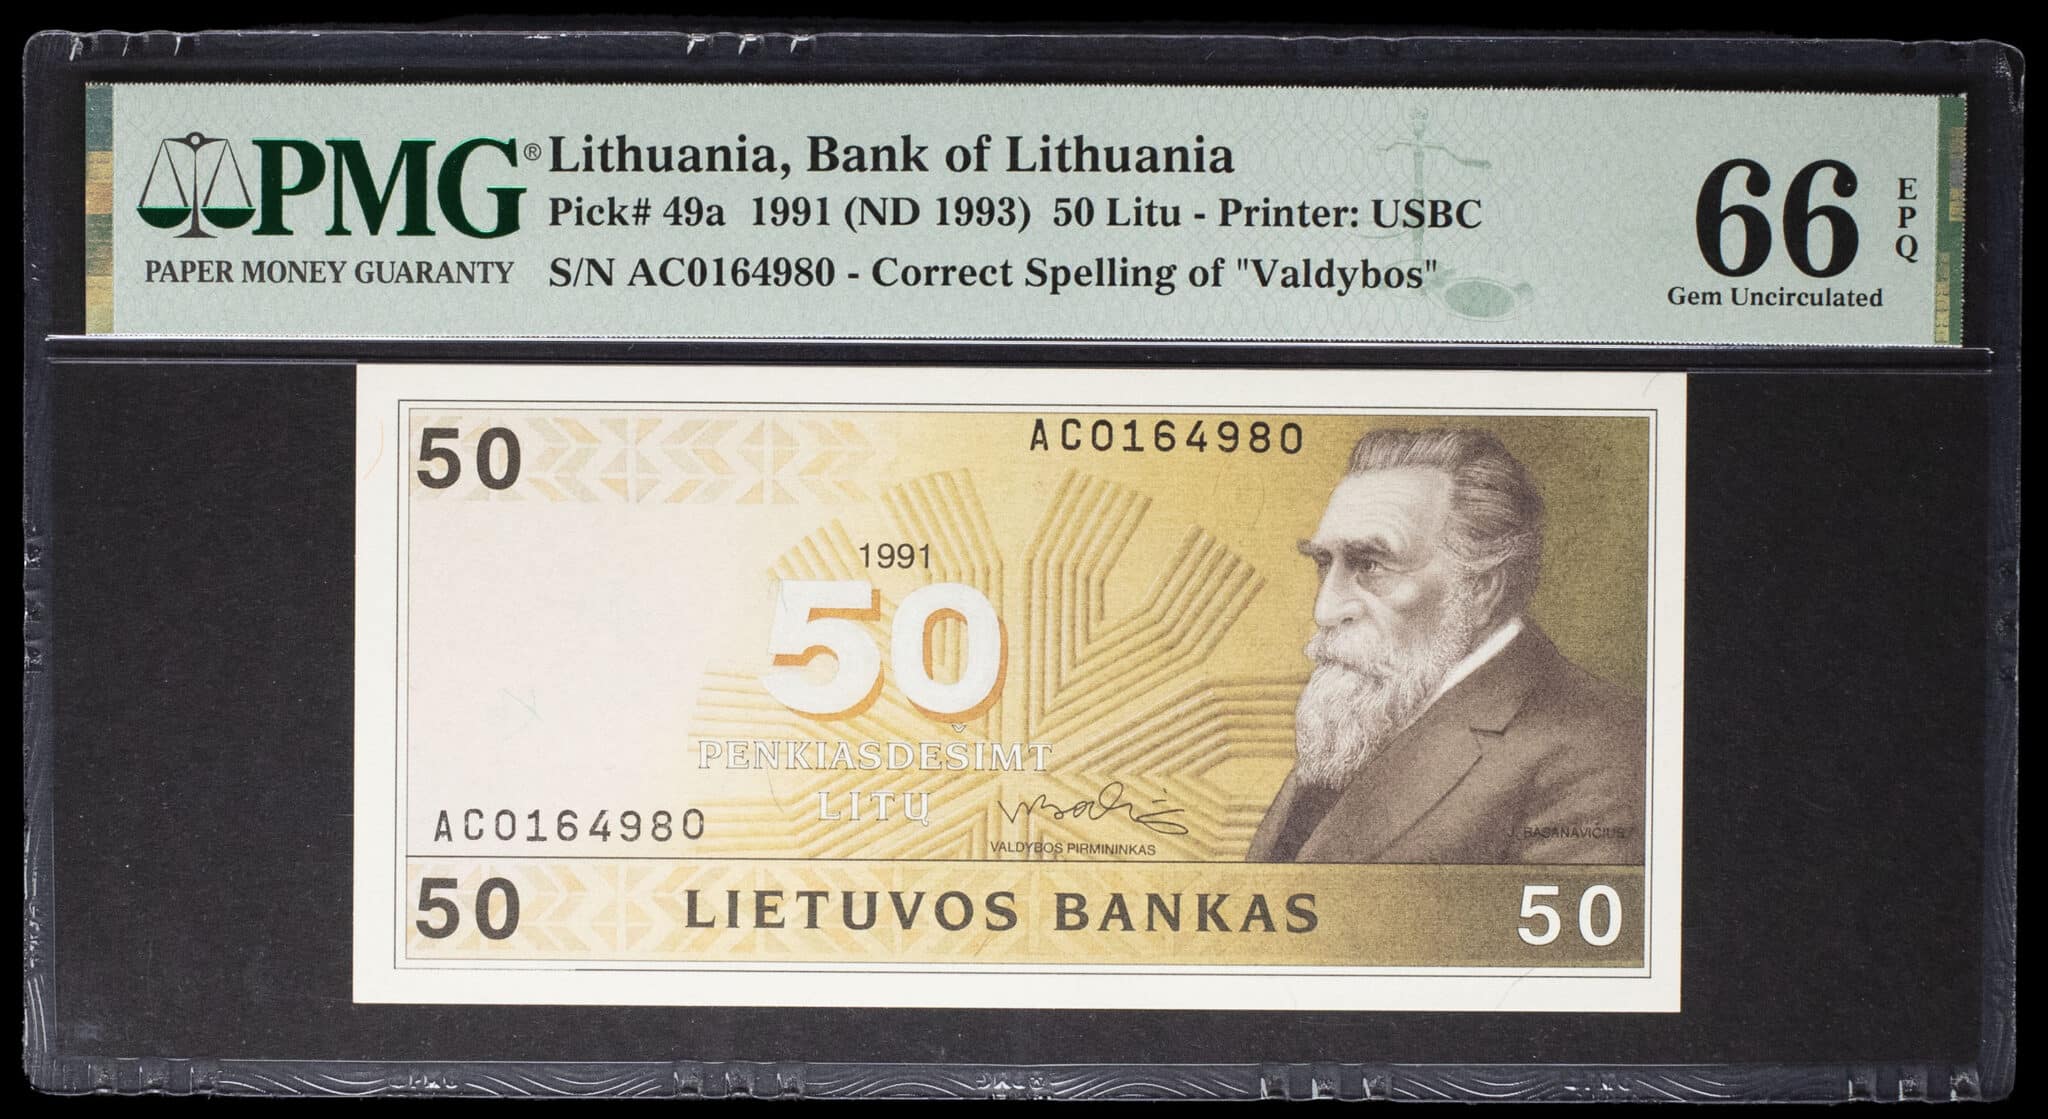 PMG®
PAPER MONEY GUARANTY
Lithuania, Bank of Lithuania
Pick# 49a 1991 (ND 1993) 50 Litu - Printer: USBC
S/N AC0164980 - Correct Spelling of "Valdybos"
66
EPQ
Gem Uncirculated
50
AC0164980
1991
50
PENKIASDEŠIMT
LITŲ
AC0164980
VALDYBOS PIRMININKAS
J. BASANAVIČIUS
50
LIETUVOS BANKAS
50